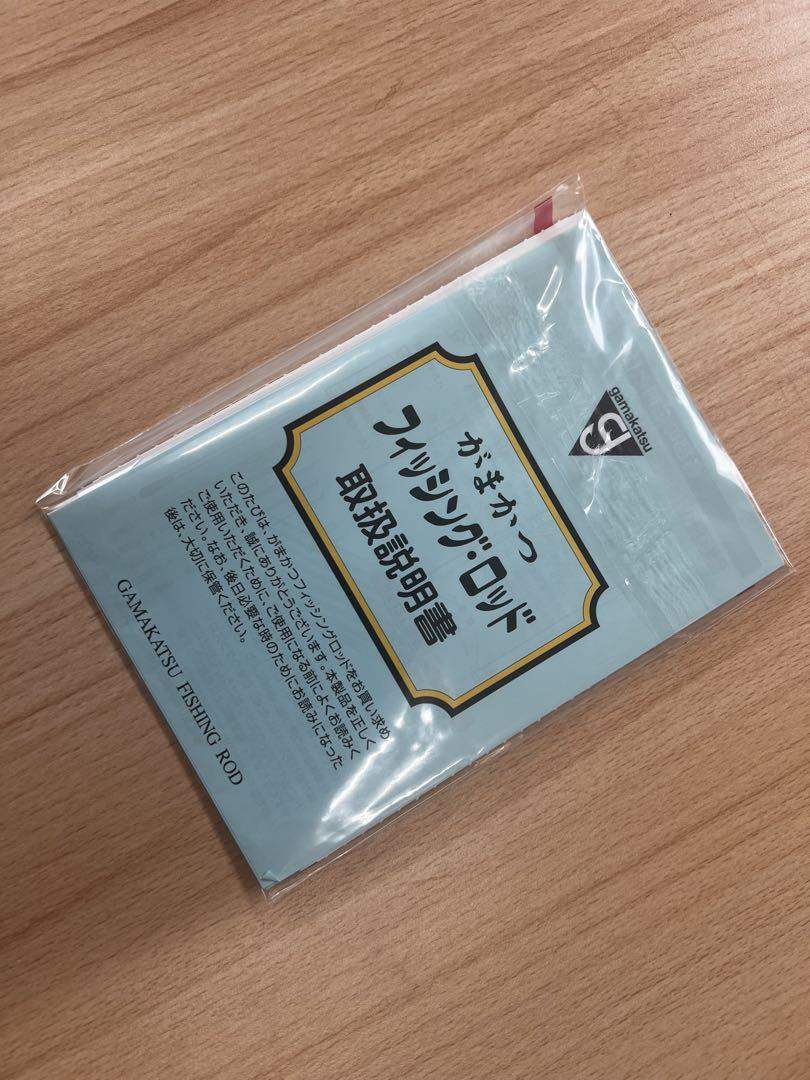 gamakatsu
がまかつ
フィッシング・ロッド
取扱説明書
このたびは、がまかつフィッシングロッドをお買い求め
いただき、誠にありがとうございます。本製品を正しく
ご使用いただくために ご使用になる前によくお読みく
ださい。なお、後日必要な時のためにお読みになった
後は、大切に保管ください。
GAMAKATSU FISHING ROD